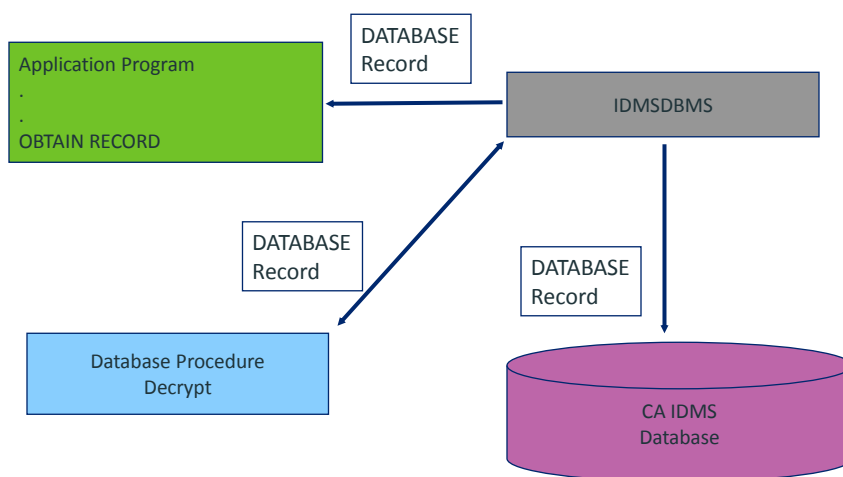 DATABASE
Record
Application Program
.
.
OBTAIN RECORD
IDMSDBMS
DATABASE
Record
DATABASE
Record
Database Procedure
Decrypt
CA IDMS
Database